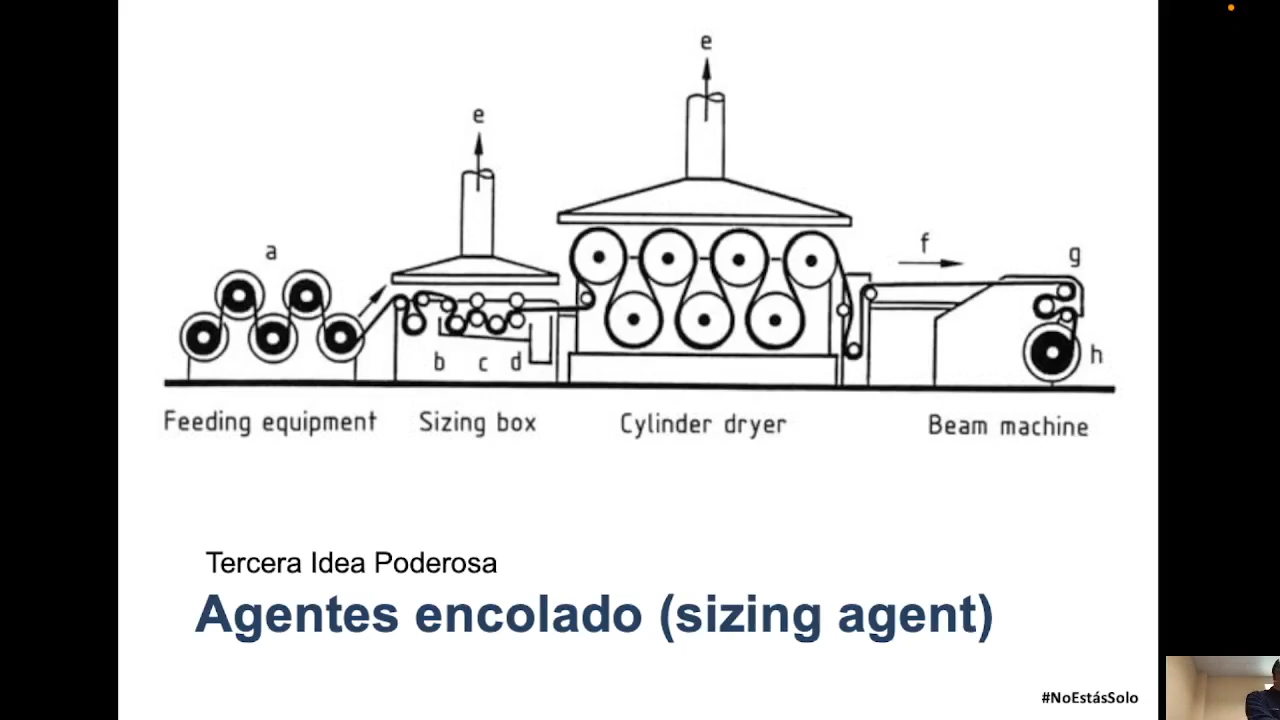 e
e
a
f
g
b c d
h
Feeding equipment Sizing box Cylinder dryer Beam machine
Tercera Idea Poderosa
Agentes encolado (sizing agent)
#NoEstásSolo